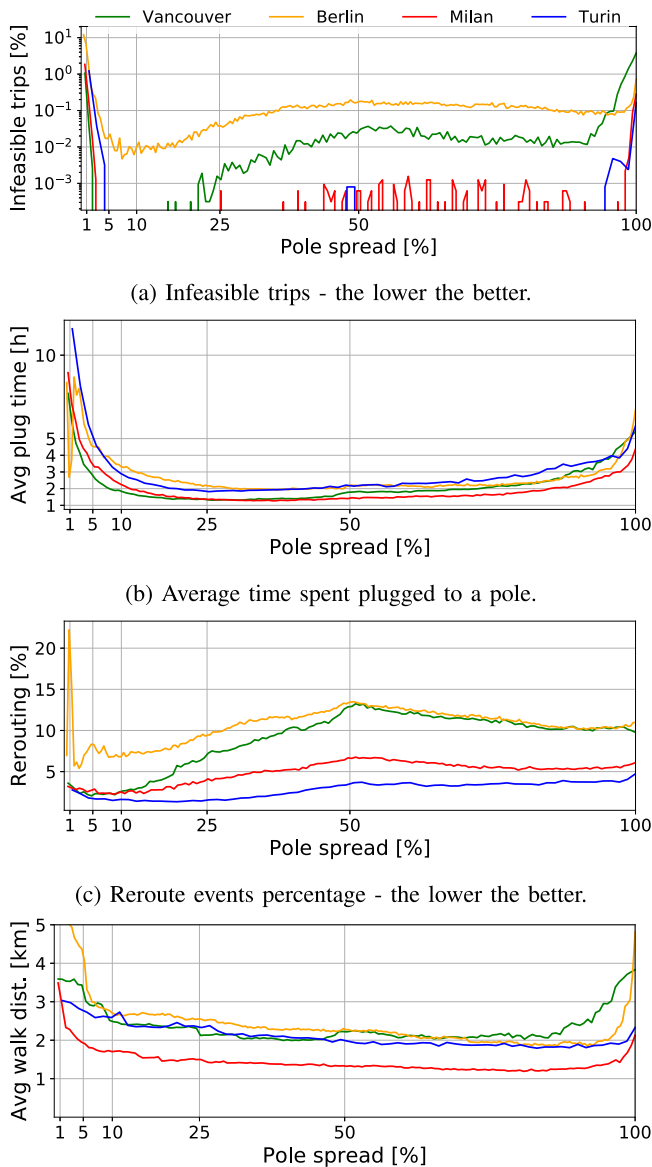 Vancouver Berlin Milan Turin
Infeasible trips [%]
10¹
10⁰
10⁻¹
10⁻²
10⁻³
1 5 10 25 50 100
Pole spread [%]
(a) Infeasible trips - the lower the better.
Avg plug time [h]
10
5
4
3
2
1
1 5 10 25 50 100
Pole spread [%]
(b) Average time spent plugged to a pole.
Rerouting [%]
20
15
10
5
1 5 10 25 50 100
Pole spread [%]
(c) Reroute events percentage - the lower the better.
Avg walk dist. [km]
5
4
3
2
1
1 5 10 25 50 100
Pole spread [%]